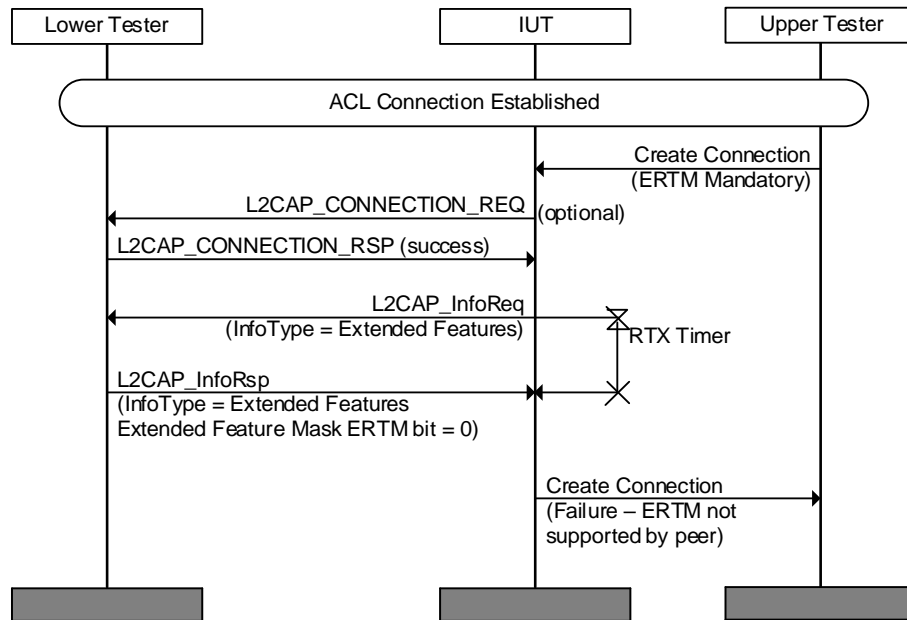 Lower Tester
IUT
Upper Tester
ACL Connection Established
Create Connection
(ERTM Mandatory)
L2CAP_CONNECTION_REQ
(optional)
L2CAP_CONNECTION_RSP (success)
L2CAP_InfoReq
(InfoType = Extended Features)
RTX Timer
L2CAP_InfoRsp
(InfoType = Extended Features
Extended Feature Mask ERTM bit = 0)
Create Connection
(Failure – ERTM not
supported by peer)